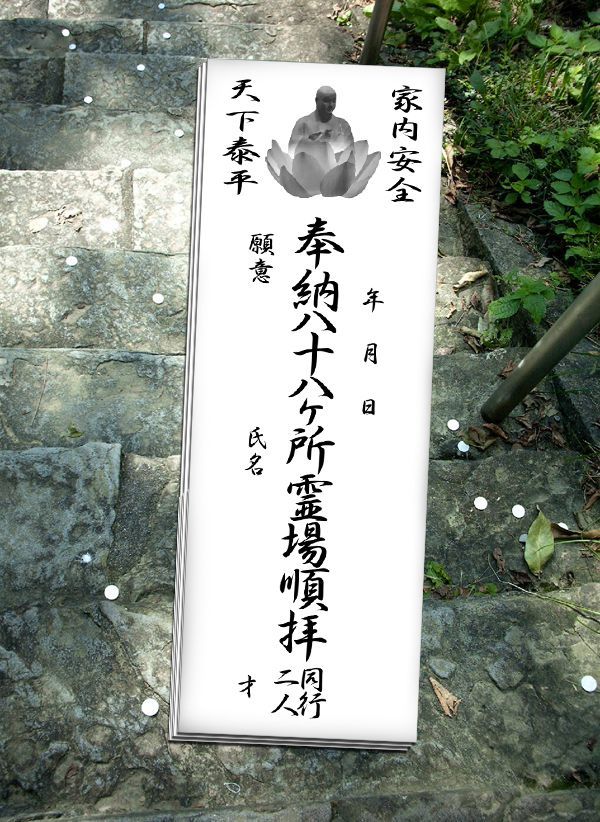 家内安全
年 月 日
奉納八十八ケ所霊場順拝
同行
二人
願意
氏名
才
天下泰平